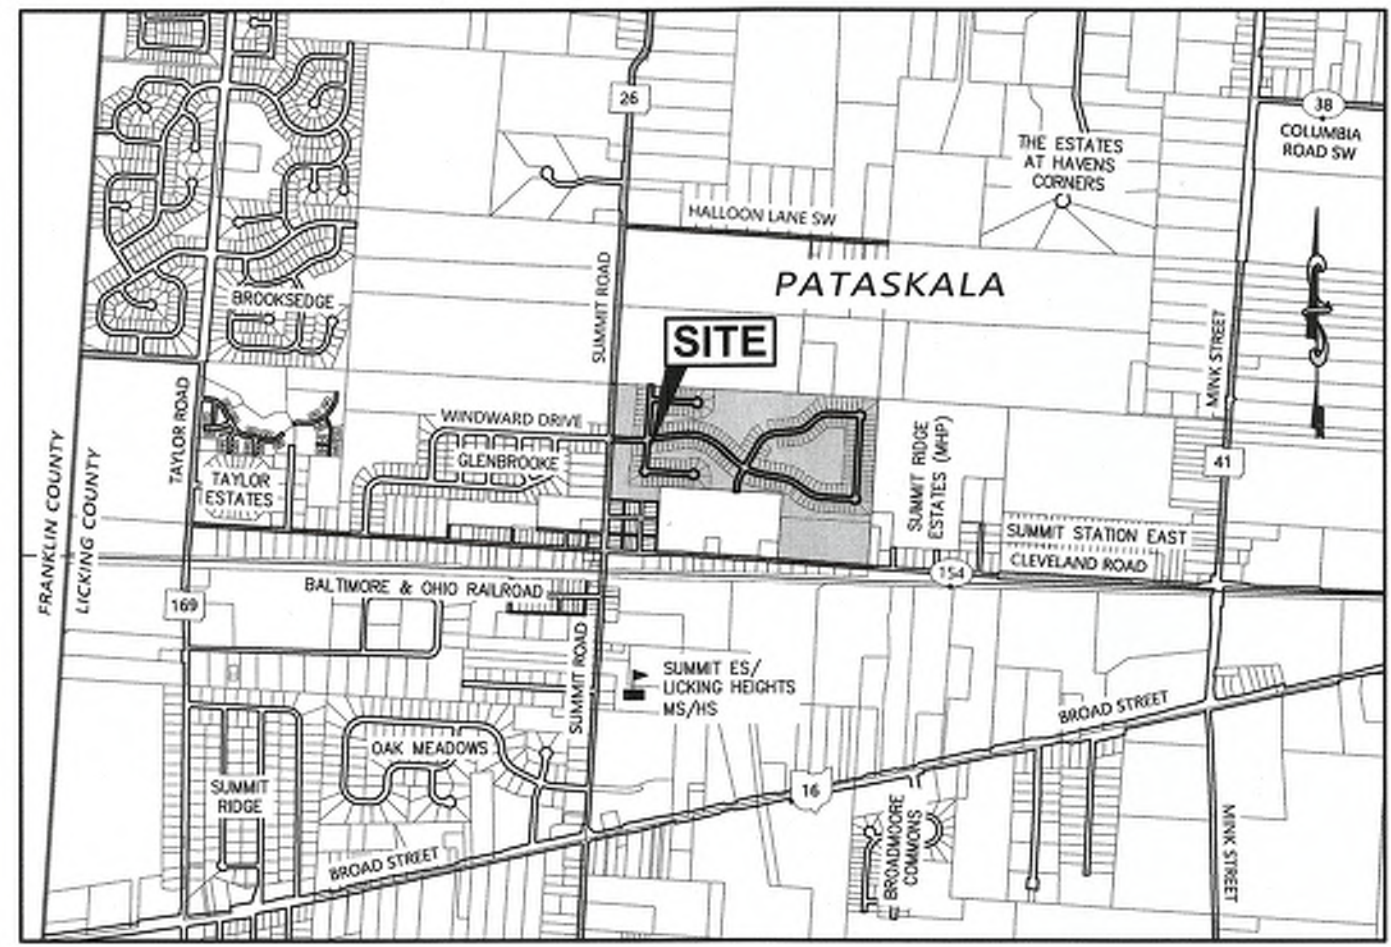 26
38
COLUMBIA
ROAD SW
THE ESTATES
AT HAVENS
CORNERS
HALLOON LANE SW
PATASKALA
SUMMIT ROAD
BROOKSEDGE
SITE
MINK STREET
TAYLOR ROAD
WINDWARD DRIVE
GLENBROOKE
TAYLOR
ESTATES
SUMMIT RIDGE
ESTATES (MHP)
41
FRANKLIN COUNTY
LICKING COUNTY
SUMMIT STATION EAST
CLEVELAND ROAD
154
BALTIMORE & OHIO RAILROAD
169
SUMMIT ROAD
SUMMIT ES/
LICKING HEIGHTS
MS/HS
BROAD STREET
OAK MEADOWS
SUMMIT
RIDGE
16
BROADMOORE
COMMONS
MINK STREET
BROAD STREET